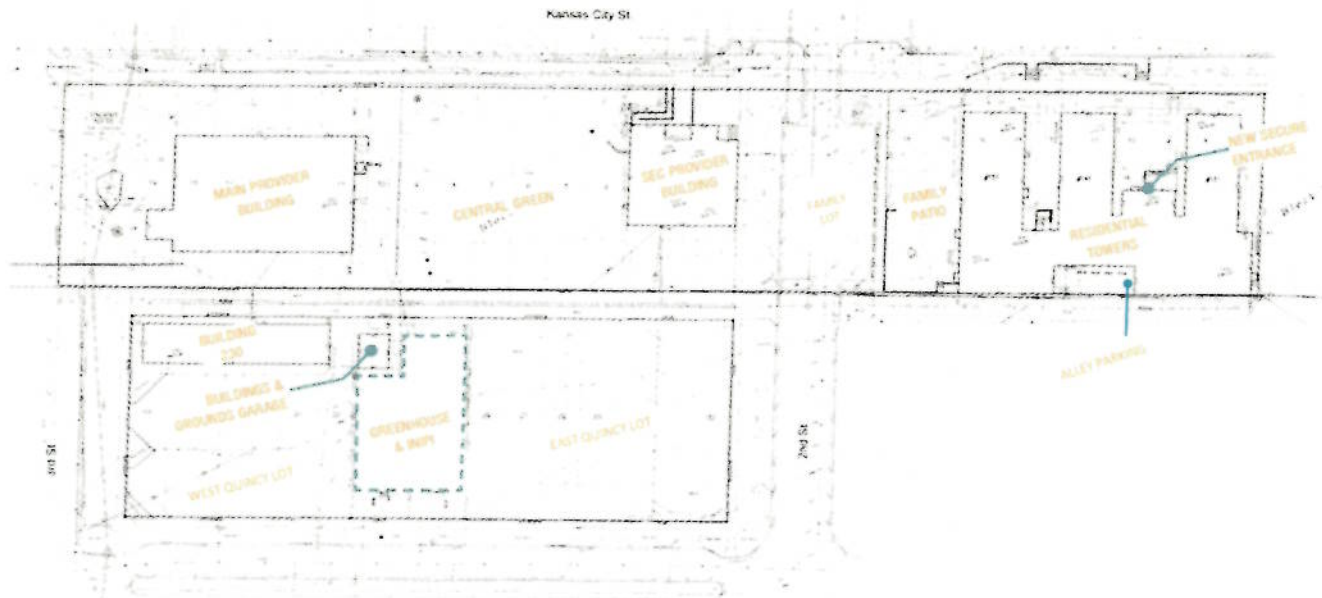 Kansas City St
NEW SECURE
ENTRANCE
MAIN PROVIDER
BUILDING
SEC PROVIDER
BUILDING
CENTRAL GREEN
FAMILY
LOT
FAMILY
PATIO
RESIDENTIAL
TOWERS
BUILDING
230
ALLEY PARKING
BUILDINGS &
GROUNDS GARAGE
GREENHOUSE
& INIPI
EAST QUINCY LOT
WEST QUINCY LOT
3rd St
2nd St